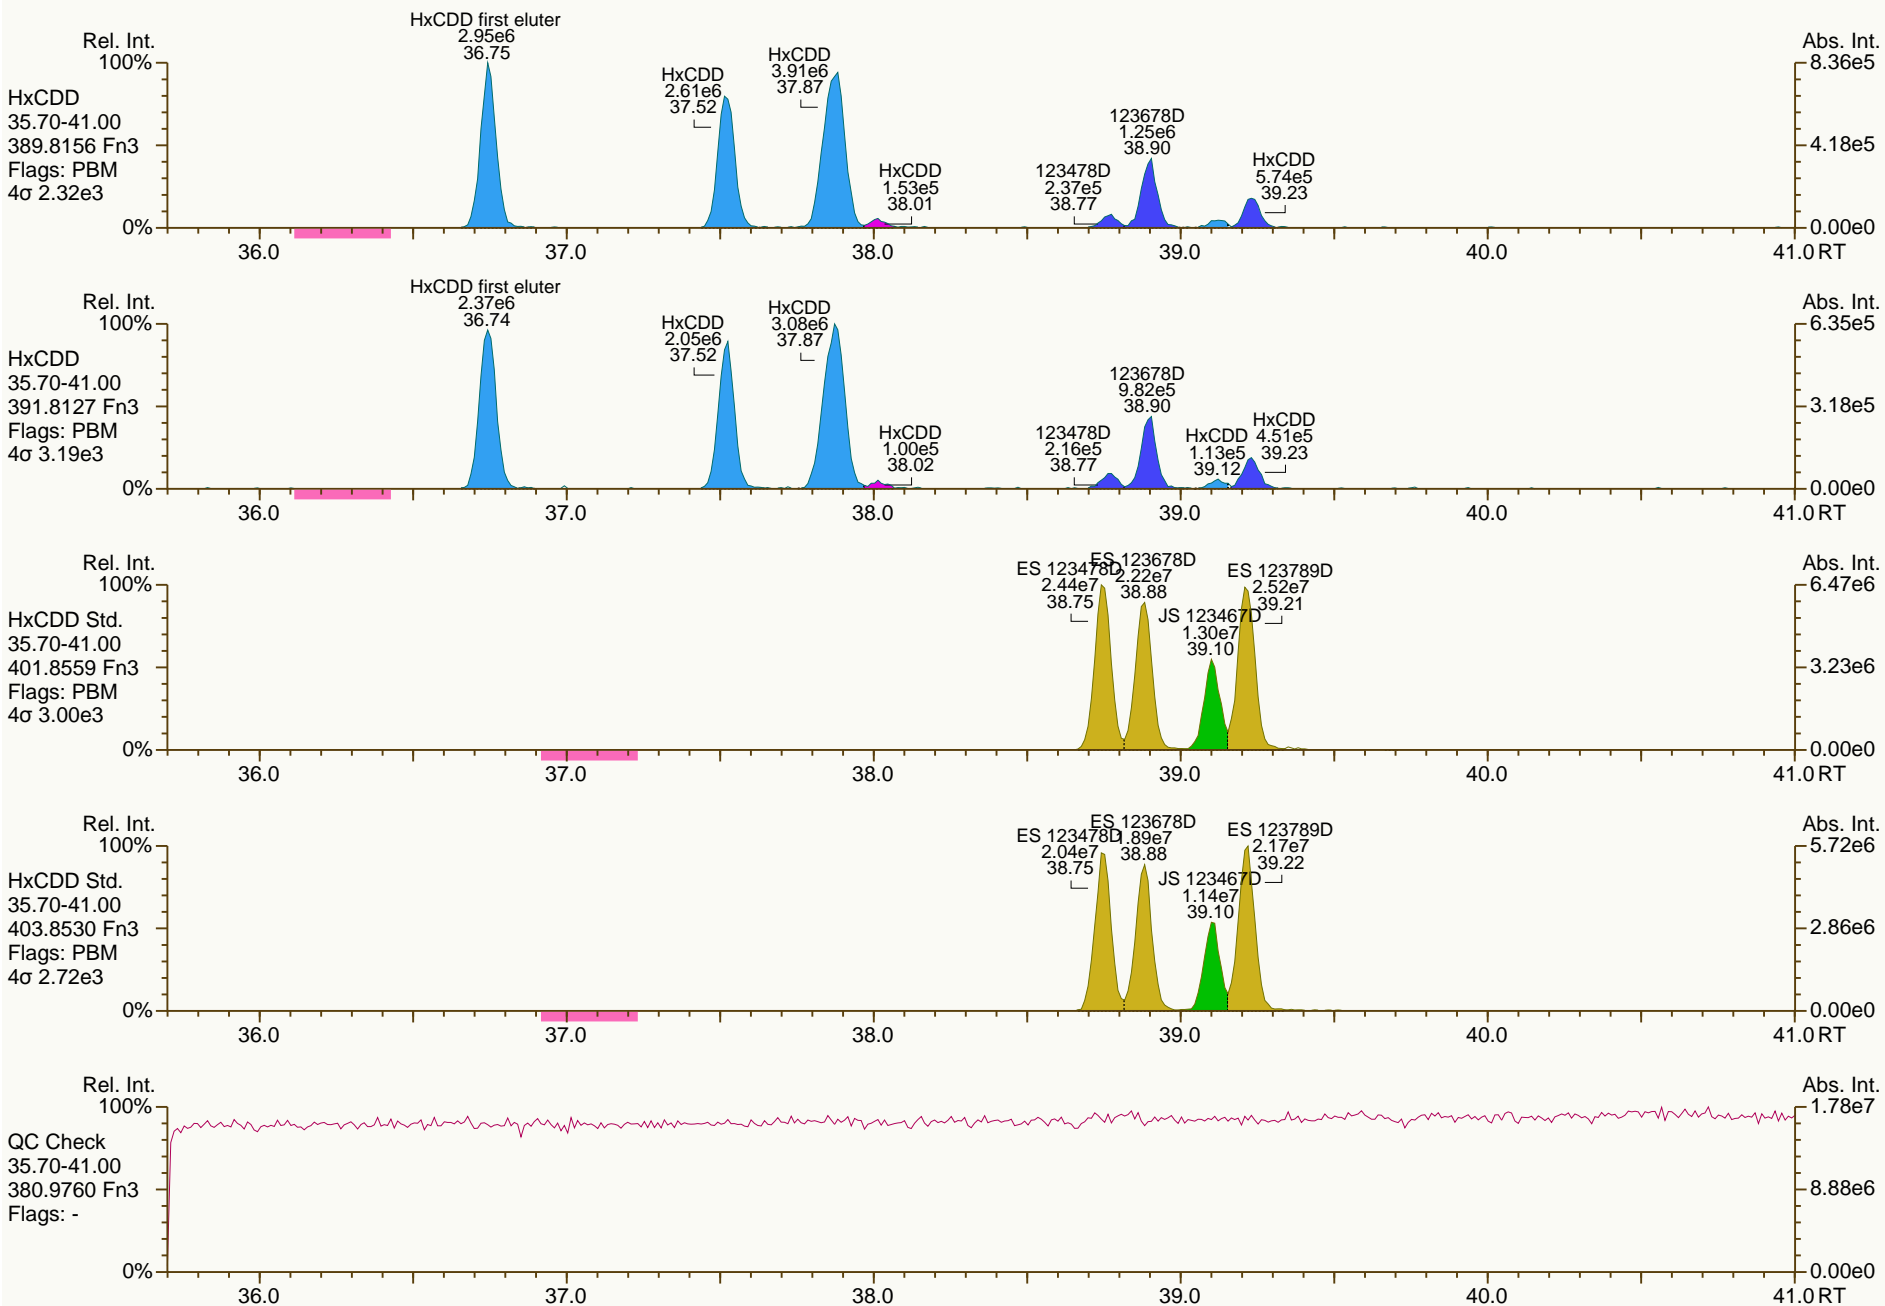 HxCDD first eluter
2.95e6
36.75
Rel. Int.
Abs. Int.
100%
8.36e5
HxCDD
3.91e6
37.87
HxCDD
2.61e6
37.52
HxCDD
35.70-41.00
389.8156 Fn3
Flags: PBM
4σ 2.32e3
123678D
1.25e6
38.90
4.18e5
HxCDD
1.53e5
38.01
123478D
2.37e5
38.77
HxCDD
5.74e5
39.23
0%
0.00e0
36.0 37.0 38.0 39.0 40.0 41.0 RT
HxCDD first eluter
2.37e6
36.74
Rel. Int.
Abs. Int.
100%
6.35e5
HxCDD
2.05e6
37.52
HxCDD
3.08e6
37.87
HxCDD
35.70-41.00
391.8127 Fn3
Flags: PBM
4σ 3.19e3
123678D
9.82e5
38.90
3.18e5
HxCDD
1.00e5
38.02
123478D
2.16e5
38.77
HxCDD
1.13e5
39.12
HxCDD
4.51e5
39.23
0%
0.00e0
36.0 37.0 38.0 39.0 40.0 41.0 RT
Rel. Int.
Abs. Int.
100%
6.47e6
ES 123478D
2.44e7
38.75
ES 123678D
2.22e7
38.88
ES 123789D
2.52e7
39.21
JS 123467D
1.30e7
39.10
HxCDD Std.
35.70-41.00
401.8559 Fn3
Flags: PBM
4σ 3.00e3
3.23e6
0%
0.00e0
36.0 37.0 38.0 39.0 40.0 41.0 RT
Rel. Int.
Abs. Int.
100%
5.72e6
ES 123478D
2.04e7
38.75
ES 123678D
1.89e7
38.88
ES 123789D
2.17e7
39.22
JS 123467D
1.14e7
39.10
HxCDD Std.
35.70-41.00
403.8530 Fn3
Flags: PBM
4σ 2.72e3
2.86e6
0%
0.00e0
36.0 37.0 38.0 39.0 40.0 41.0 RT
Rel. Int.
Abs. Int.
100%
1.78e7
QC Check
35.70-41.00
380.9760 Fn3
Flags: -
8.88e6
0%
0.00e0
36.0 37.0 38.0 39.0 40.0 41.0 RT